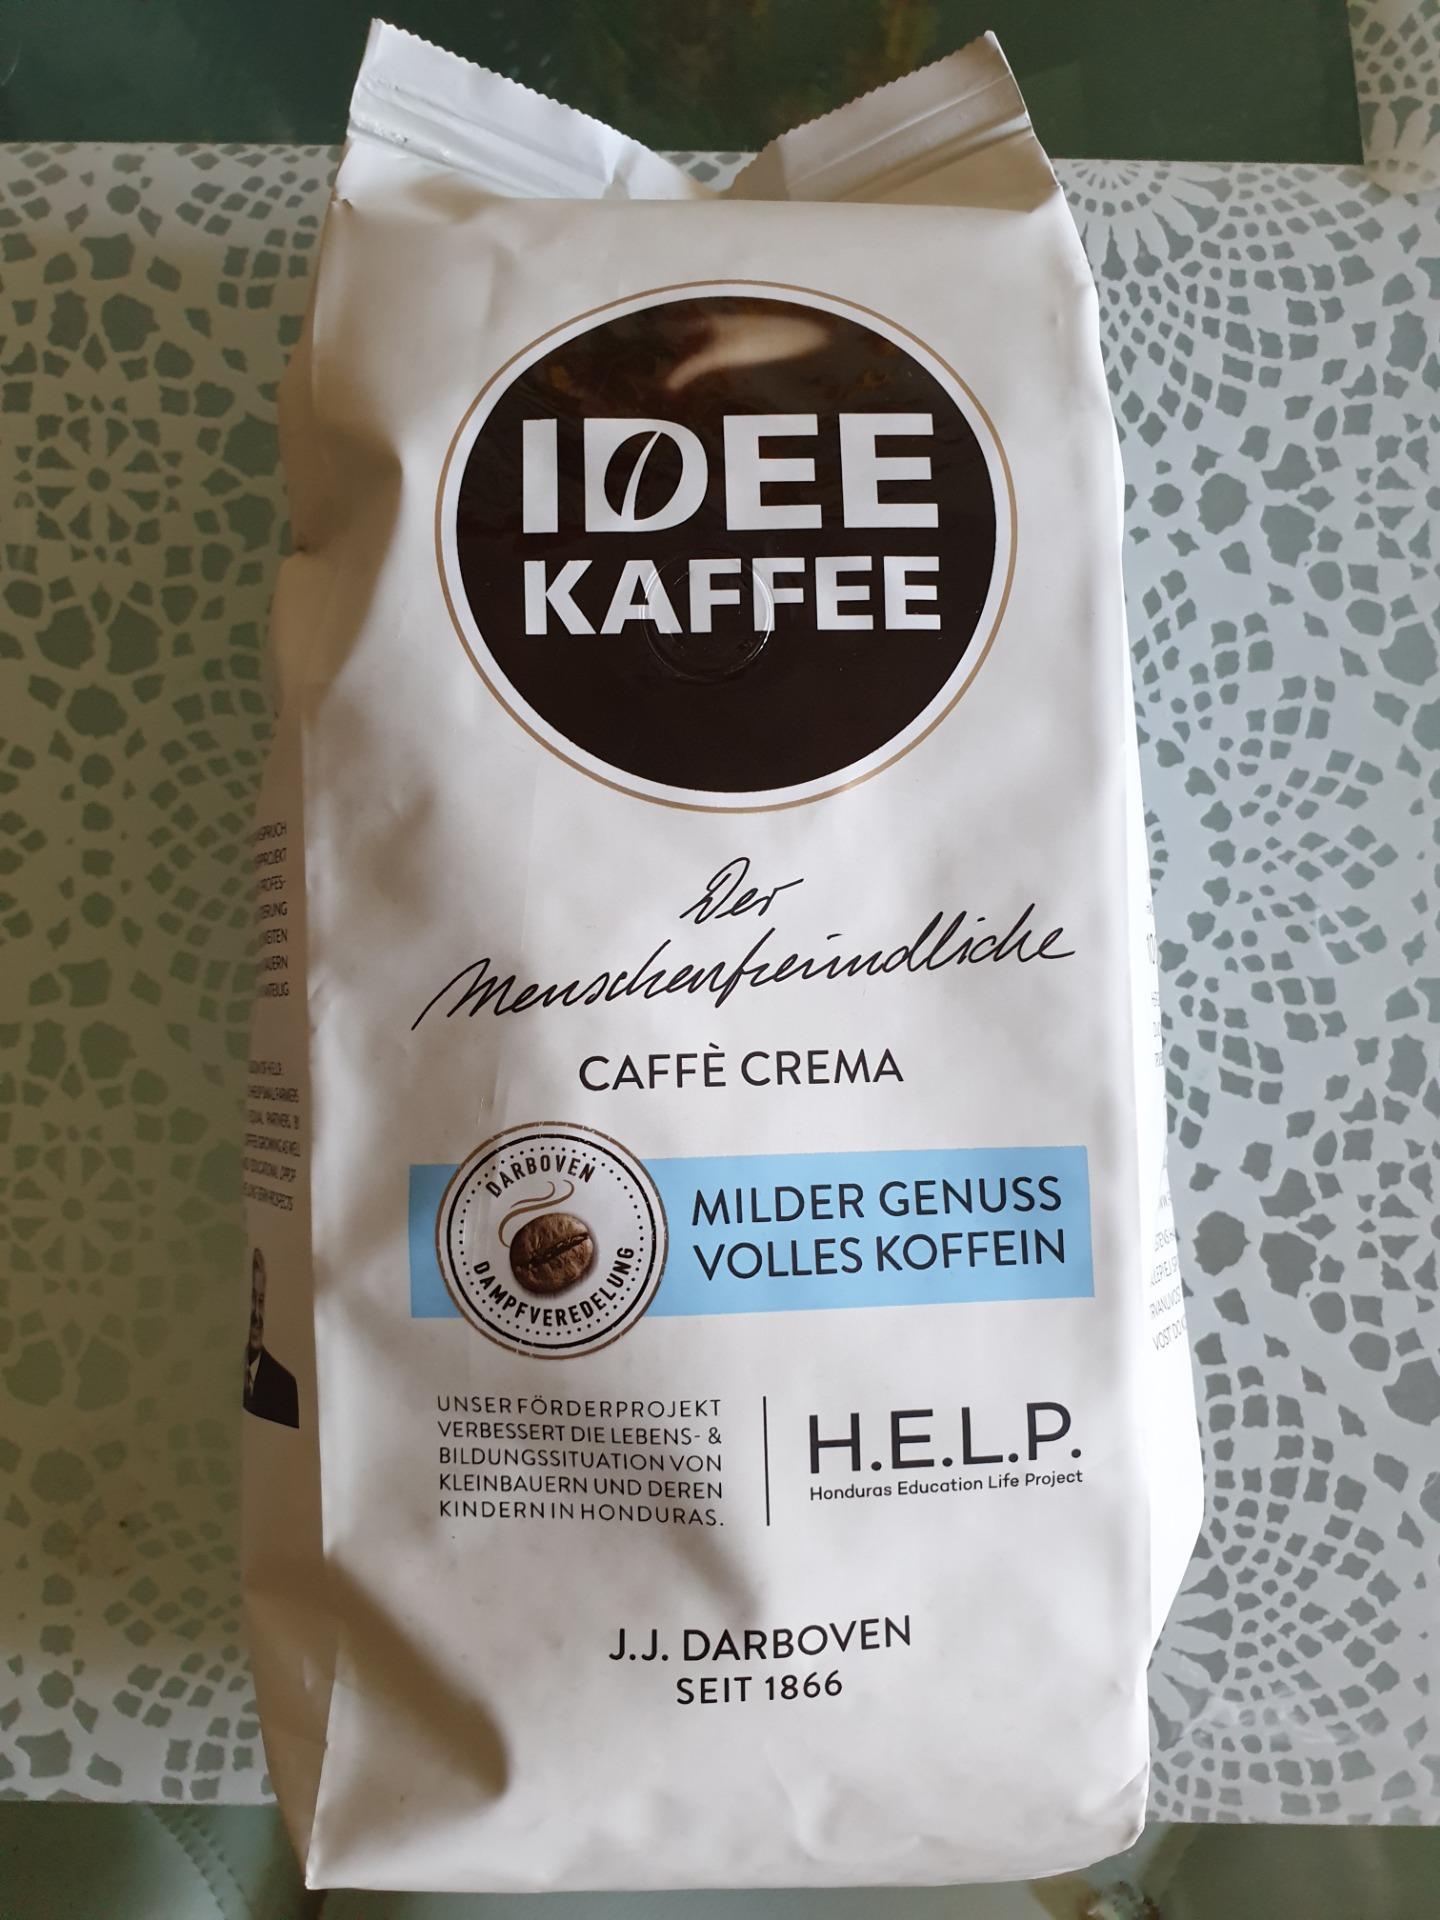 IDEE
KAFFEE
Der
Menschenfreundliche
CAFFÈ CREMA
DARBOVEN
DAMPFVEREDELUNG
MILDER GENUSS
VOLLES KOFFEIN
UNSER FÖRDERPROJEKT
VERBESSERT DIE LEBENS- &
BILDUNGSSITUATION VON
KLEINBAUERN UND DEREN
KINDERN IN HONDURAS.
H.E.L.P.
Honduras Education Life Project
J.J. DARBOVEN
SEIT 1866